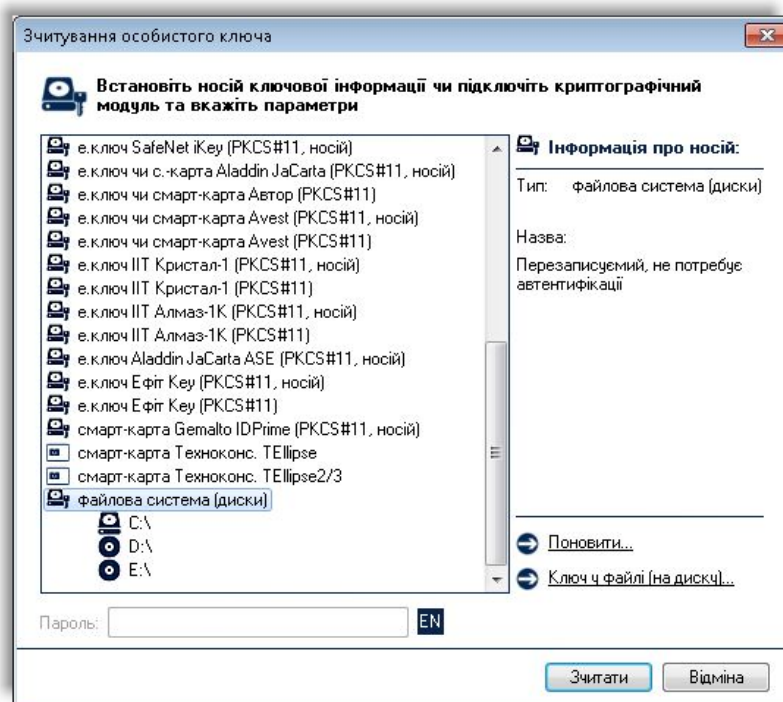 Зчитування особистого ключа
Встановіть носій ключової інформації чи підключіть криптографічний
модуль та вкажіть параметри
е.ключ SafeNet iKey (PKCS#11, носій)
е.ключ чи с.-карта Aladdin JaCarta (PKCS#11, носій)
е.ключ чи смарт-карта Автор (PKCS#11)
е.ключ чи смарт-карта Avest (PKCS#11, носій)
е.ключ чи смарт-карта Avest (PKCS#11)
е.ключ ІІТ Кристал-1 (PKCS#11, носій)
е.ключ ІІТ Кристал-1 (PKCS#11)
е.ключ ІІТ Алмаз-1К (PKCS#11, носій)
е.ключ ІІТ Алмаз-1К (PKCS#11)
е.ключ Aladdin JaCarta ASE (PKCS#11, носій)
е.ключ Ефіт Key (PKCS#11, носій)
е.ключ Ефіт Key (PKCS#11)
смарт-карта Gemalto IDPrime (PKCS#11, носій)
смарт-карта Техноконс. TEllipse
смарт-карта Техноконс. TEllipse2/3
файлова система (диски)
C:\
D:\
E:\
Інформація про носій:
Тип: файлова система (диски)
Назва:
Перезаписуємий, не потребує
автентифікації
Поновити...
Ключ у файлі (на диску)...
Пароль:
EN
Зчитати
Відміна